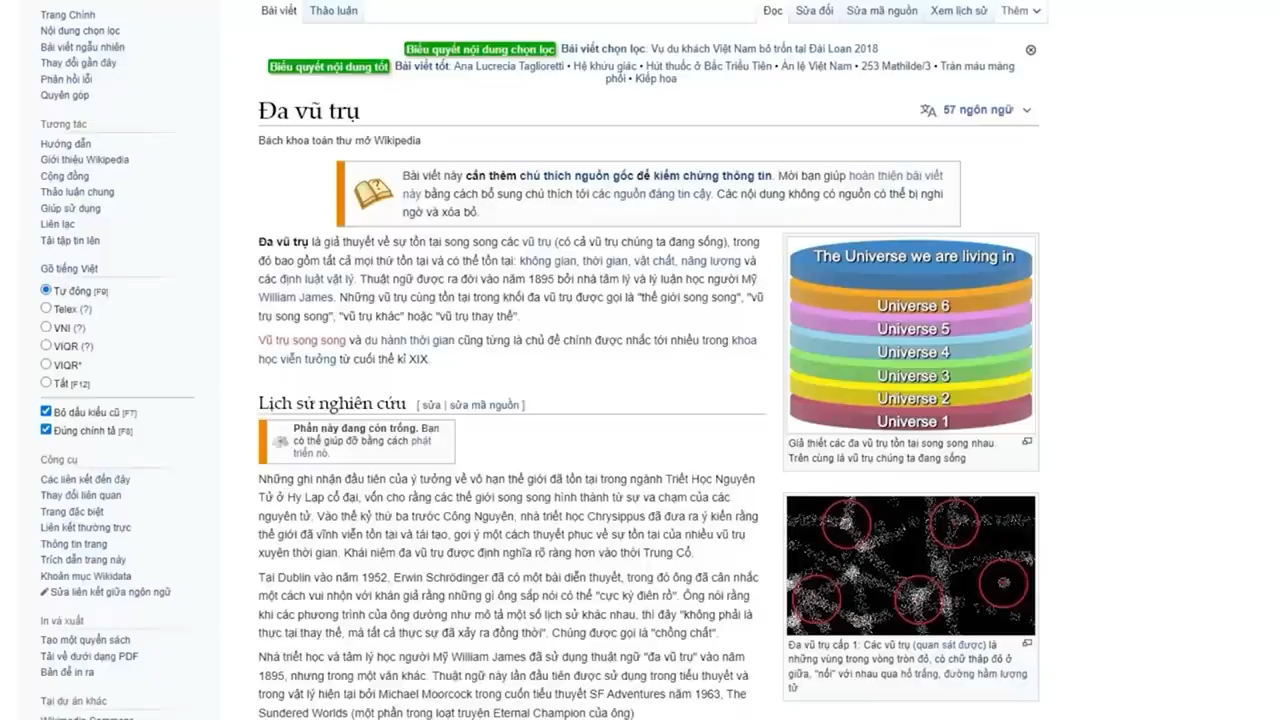 Trang Chính
Nội dung chọn lọc
Bài viết ngẫu nhiên
Thay đổi gần đây
Phản hồi lỗi
Quyên góp
Tương tác
Hướng dẫn
Giới thiệu Wikipedia
Cộng đồng
Thảo luận chung
Giúp sử dụng
Liên lạc
Tải tập tin lên
Gõ tiếng Việt
Tự động [F9]
Telex (?)
VNI (?)
VIQR (?)
VIQR*
Tắt [F12]
Bỏ dấu kiểu cũ [F7]
Đúng chính tả [F8]
Công cụ
Các liên kết đến đây
Thay đổi liên quan
Trang đặc biệt
Liên kết thường trực
Thông tin trang
Trích dẫn trang này
Khoản mục Wikidata
Sửa liên kết giữa ngôn ngữ
In và xuất
Tạo một quyển sách
Tải về dưới dạng PDF
Bản để in ra
Tại dự án khác
Wikimedia Commons
Bài viết Thảo luận Đọc Sửa đổi Sửa mã nguồn Xem lịch sử Thêm
Biểu quyết nội dung chọn lọc Bài viết chọn lọc: Vụ du khách Việt Nam bỏ trốn tại Đài Loan 2018
Biểu quyết nội dung tốt Bài viết tốt: Ana Lucrecia Taglioretti • Hệ khứu giác • Hút thuốc ở Bắc Triều Tiên • Án lệ Việt Nam • 253 Mathilde/3 • Tràn máu màng
phổi • Kiếp hoa
Đa vũ trụ
57 ngôn ngữ
Bách khoa toàn thư mở Wikipedia
Bài viết này cần thêm chú thích nguồn gốc để kiểm chứng thông tin. Mời bạn giúp hoàn thiện bài viết
này bằng cách bổ sung chú thích tới các nguồn đáng tin cậy. Các nội dung không có nguồn có thể bị nghi
ngờ và xóa bỏ.
Đa vũ trụ là giả thuyết về sự tồn tại song song các vũ trụ (có cả vũ trụ chúng ta đang sống), trong
đó bao gồm tất cả mọi thứ tồn tại và có thể tồn tại: không gian, thời gian, vật chất, năng lượng và
các định luật vật lý. Thuật ngữ được ra đời vào năm 1895 bởi nhà tâm lý và lý luận học người Mỹ
William James. Những vũ trụ cùng tồn tại trong khối đa vũ trụ được gọi là "thế giới song song", "vũ
trụ song song", "vũ trụ khác" hoặc "vũ trụ thay thế".
Vũ trụ song song và du hành thời gian cũng từng là chủ đề chính được nhắc tới nhiều trong khoa
học viễn tưởng từ cuối thế kỉ XIX.
Lịch sử nghiên cứu [ sửa | sửa mã nguồn ]
Phần này đang còn trống. Bạn
có thể giúp đỡ bằng cách phát
triển nó.
Những ghi nhận đầu tiên của ý tưởng về vô hạn thế giới đã tồn tại trong ngành Triết Học Nguyên
Tử ở Hy Lạp cổ đại, vốn cho rằng các thế giới song song hình thành từ sự va chạm của các
nguyên tử. Vào thế kỷ thứ ba trước Công Nguyên, nhà triết học Chrysippus đã đưa ra ý kiến rằng
thế giới đã vĩnh viễn tồn tại và tái tạo, gợi ý một cách thuyết phục về sự tồn tại của nhiều vũ trụ
xuyên thời gian. Khái niệm đa vũ trụ được định nghĩa rõ ràng hơn vào thời Trung Cổ.
Tại Dublin vào năm 1952, Erwin Schrödinger đã có một bài diễn thuyết, trong đó ông đã cân nhắc
một cách vui nhộn với khán giả rằng những gì ông sắp nói có thể "cực kỳ điên rồ". Ông nói rằng
khi các phương trình của ông dường như mô tả một số lịch sử khác nhau, thì đây "không phải là
thực tại thay thế, mà tất cả thực sự đã xảy ra đồng thời". Chúng được gọi là "chồng chất".
Nhà triết học và tâm lý học người Mỹ William James đã sử dụng thuật ngữ "đa vũ trụ" vào năm
1895, nhưng trong một văn khác. Thuật ngữ này lần đầu tiên được sử dụng trong tiểu thuyết và
trong vật lý hiện tại bởi Michael Moorcock trong cuốn tiểu thuyết SF Adventures năm 1963, The
Sundered Worlds (một phần trong loạt truyện Eternal Champion của ông)
The Universe we are living in
Universe 6
Universe 5
Universe 4
Universe 3
Universe 2
Universe 1
Giả thiết các đa vũ trụ tồn tại song song nhau.
Trên cùng là vũ trụ chúng ta đang sống
Đa vũ trụ cấp 1: Các vũ trụ (quan sát được) là
những vùng trong vòng tròn đỏ, có chữ thập đỏ ở
giữa, "nối" với nhau qua hố trắng, đường hầm lượng
tử